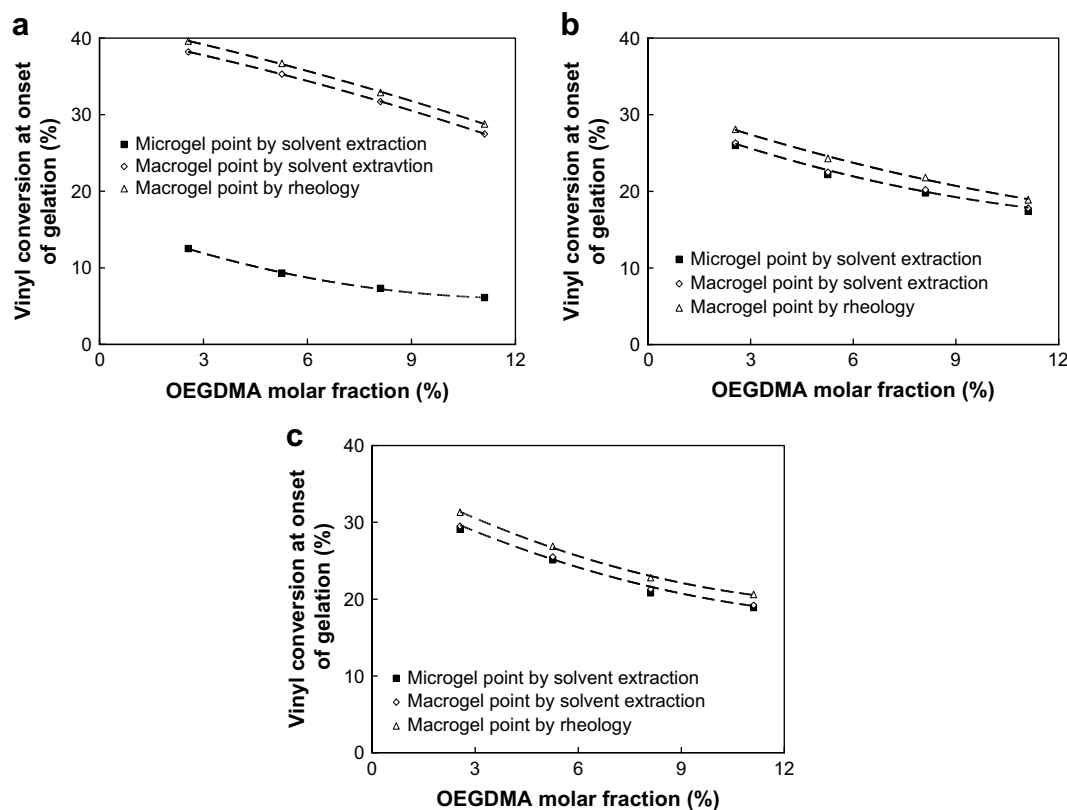 a
Vinyl conversion at onset
of gelation (%)
40
30
20
10
0
Microgel point by solvent extraction
Macrogel point by solvent extravtion
Macrogel point by rheology
0 3 6 9 12
OEGDMA molar fraction (%)
b
Vinyl conversion at onset
of gelation (%)
40
30
20
10
0
Microgel point by solvent extraction
Macrogel point by solvent extraction
Macrogel point by rheology
0 3 6 9 12
OEGDMA molar fraction (%)
c
Vinyl conversion at onset
of gelation (%)
40
30
20
10
0
Microgel point by solvent extraction
Macrogel point by solvent extraction
Macrogel point by rheology
0 3 6 9 12
OEGDMA molar fraction (%)